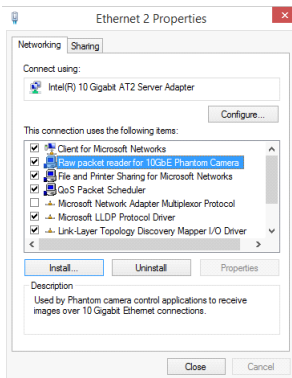 Ethernet 2 Properties
Networking Sharing
Connect using:
Intel(R) 10 Gigabit AT2 Server Adapter
Configure...
This connection uses the following items:
Client for Microsoft Networks
Raw packet reader for 10GbE Phantom Camera
File and Printer Sharing for Microsoft Networks
QoS Packet Scheduler
Microsoft Network Adapter Multiplexor Protocol
Microsoft LLDP Protocol Driver
Link-Layer Topology Discovery Mapper I/O Driver
Install... Uninstall Properties
Description
Used by Phantom camera control applications to receive
images over 10 Gigabit Ethernet connections.
Close Cancel